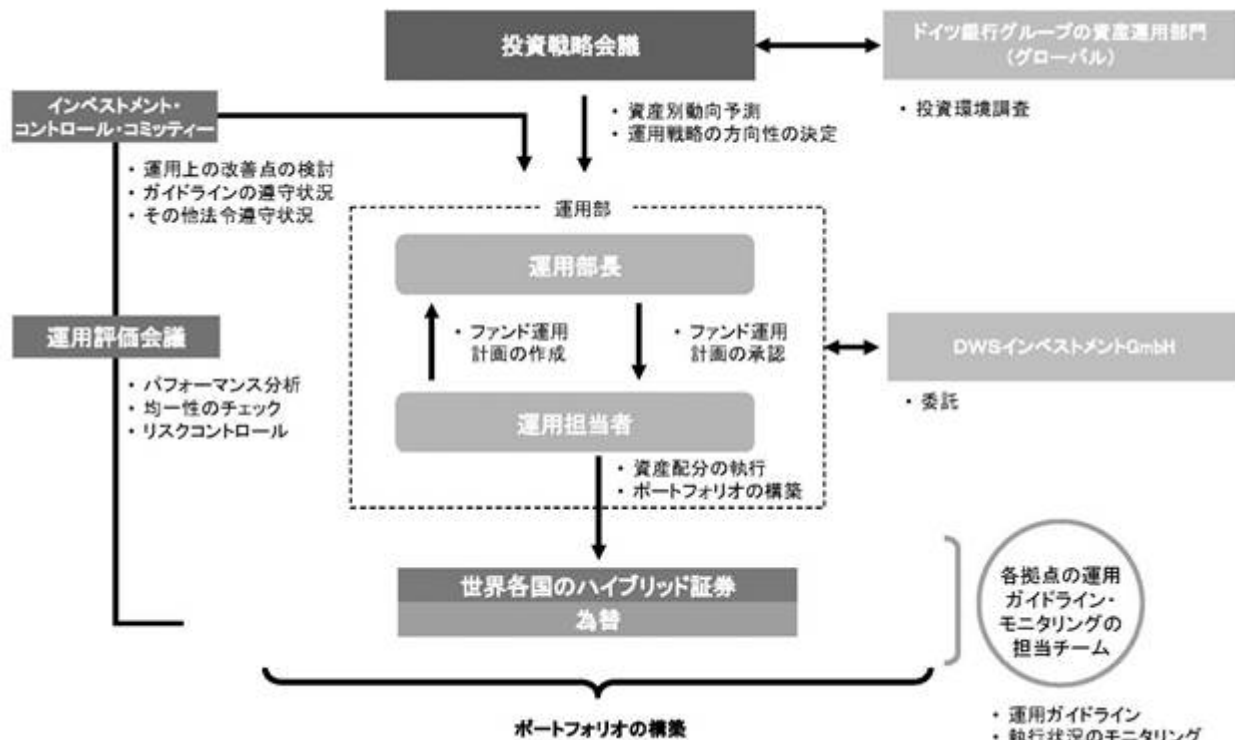 投資戦略会議
ドイツ銀行グループの資産運用部門
(グローバル)
・投資環境調査
・資産別動向予測
・運用戦略の方向性の決定
インベストメント・
コントロール・コミッティー
・運用上の改善点の検討
・ガイドラインの遵守状況
・その他法令遵守状況
運用部
運用部長
・ファンド運用
計画の作成
・ファンド運用
計画の承認
運用評価会議
・パフォーマンス分析
・均一性のチェック
・リスクコントロール
DWSインベストメントGmbH
・委託
運用担当者
・資産配分の執行
・ポートフォリオの構築
世界各国のハイブリッド証券
為替
各拠点の運用
ガイドライン・
モニタリングの
担当チーム
・運用ガイドライン
・執行状況のモニタリング
ポートフォリオの構築